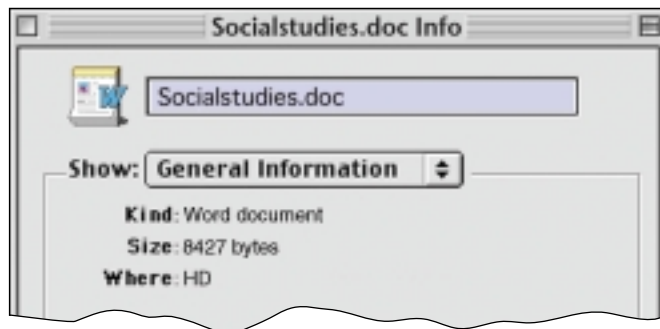 Socialstudies.doc Info
Socialstudies.doc
Show: General Information
Kind: Word document
Size: 8427 bytes
Where: HD